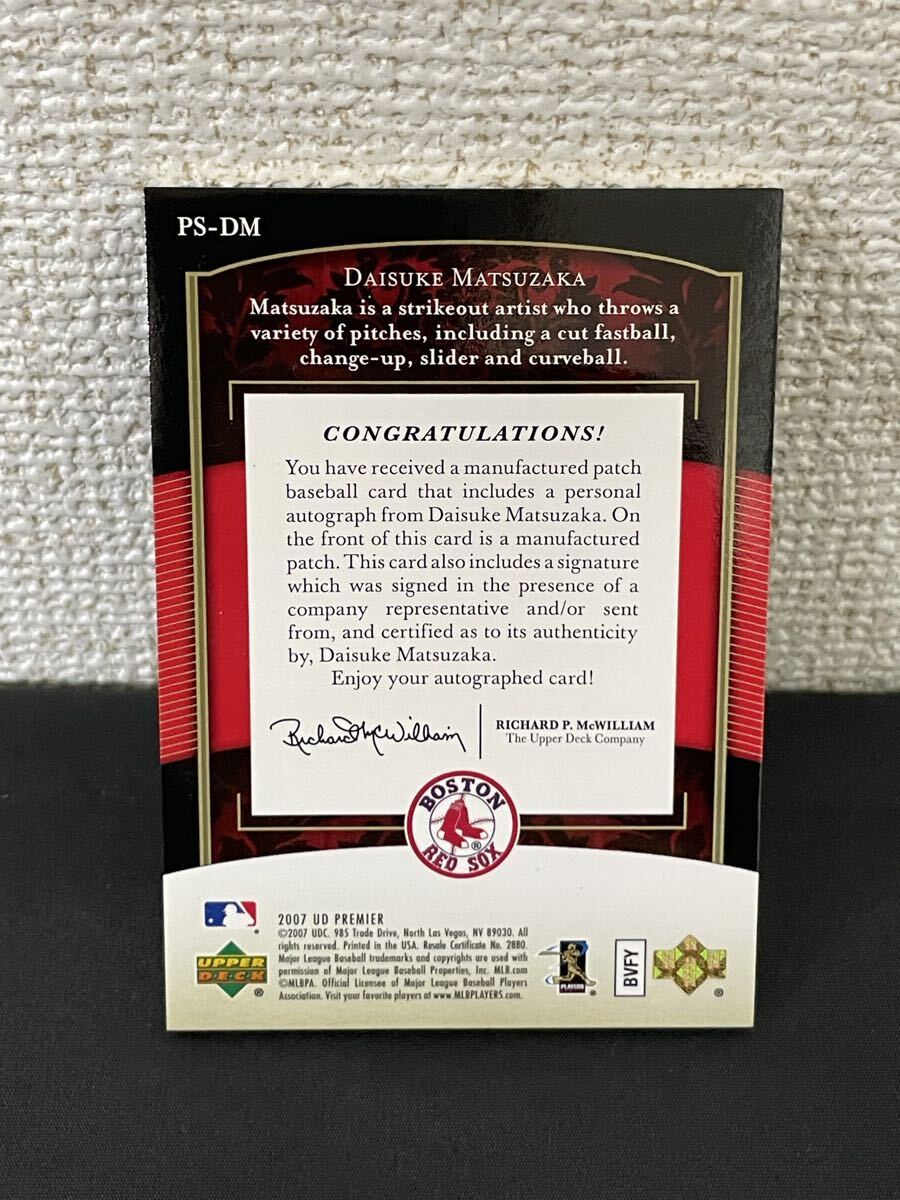 PS-DM
DAISUKE MATSUZAKA
Matsuzaka is a strikeout artist who throws a
variety of pitches, including a cut fastball,
change-up, slider and curveball.
CONGRATULATIONS!
You have received a manufactured patch
baseball card that includes a personal
autograph from Daisuke Matsuzaka. On
the front of this card is a manufactured
patch. This card also includes a signature
which was signed in the presence of a
company representative and/or sent
from, and certified as to its authenticity
by, Daisuke Matsuzaka.
Enjoy your autographed card!
Richard McWilliam
RICHARD P. McWILLIAM
The Upper Deck Company
BOSTON
RED SOX
®
2007 UD PREMIER
©2007 UDC. 985 Trade Drive, North Las Vegas, NV 89030. All
rights reserved. Printed in the USA. Resale Certificate No. 2880.
Major League Baseball trademarks and copyrights are used with
permission of Major League Baseball Properties, Inc. MLB.com
©MLBPA. Official Licensee of Major League Baseball Players
Association. Visit your favorite players at www.MLBPLAYERS.com.
UPPER
DECK
®
PLAYERS
®
BVFY
®